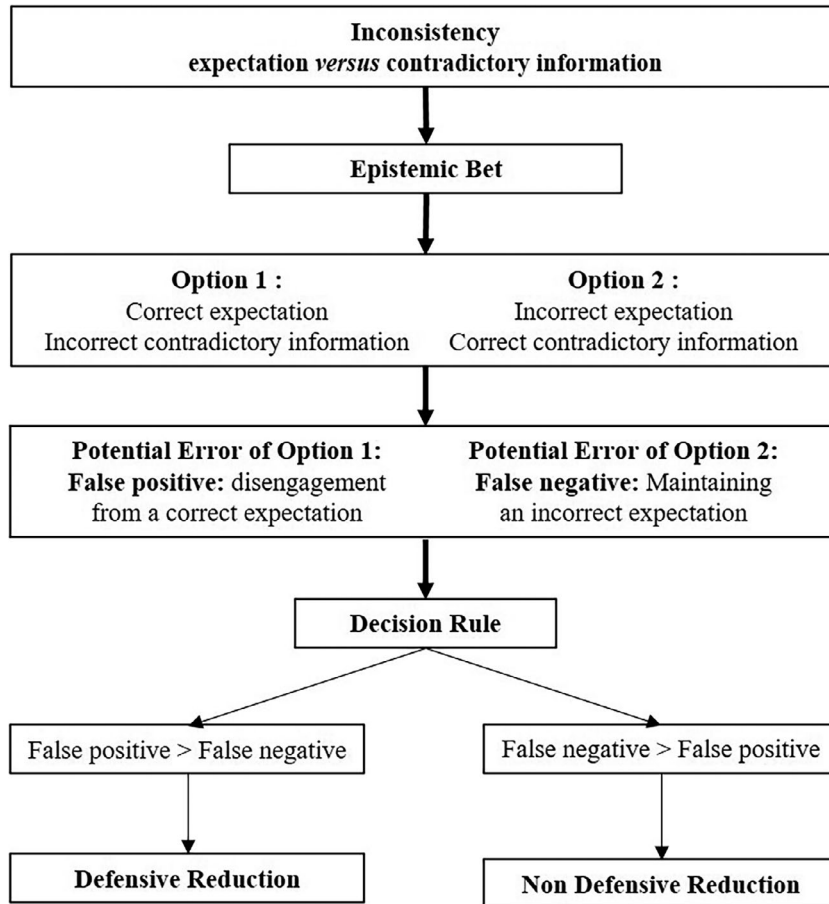 Inconsistency
expectation versus contradictory information
Epistemic Bet
Option 1 :
Correct expectation
Incorrect contradictory information
Option 2 :
Incorrect expectation
Correct contradictory information
Potential Error of Option 1:
False positive: disengagement
from a correct expectation
Potential Error of Option 2:
False negative: Maintaining
an incorrect expectation
Decision Rule
False positive > False negative
False negative > False positive
Defensive Reduction
Non Defensive Reduction